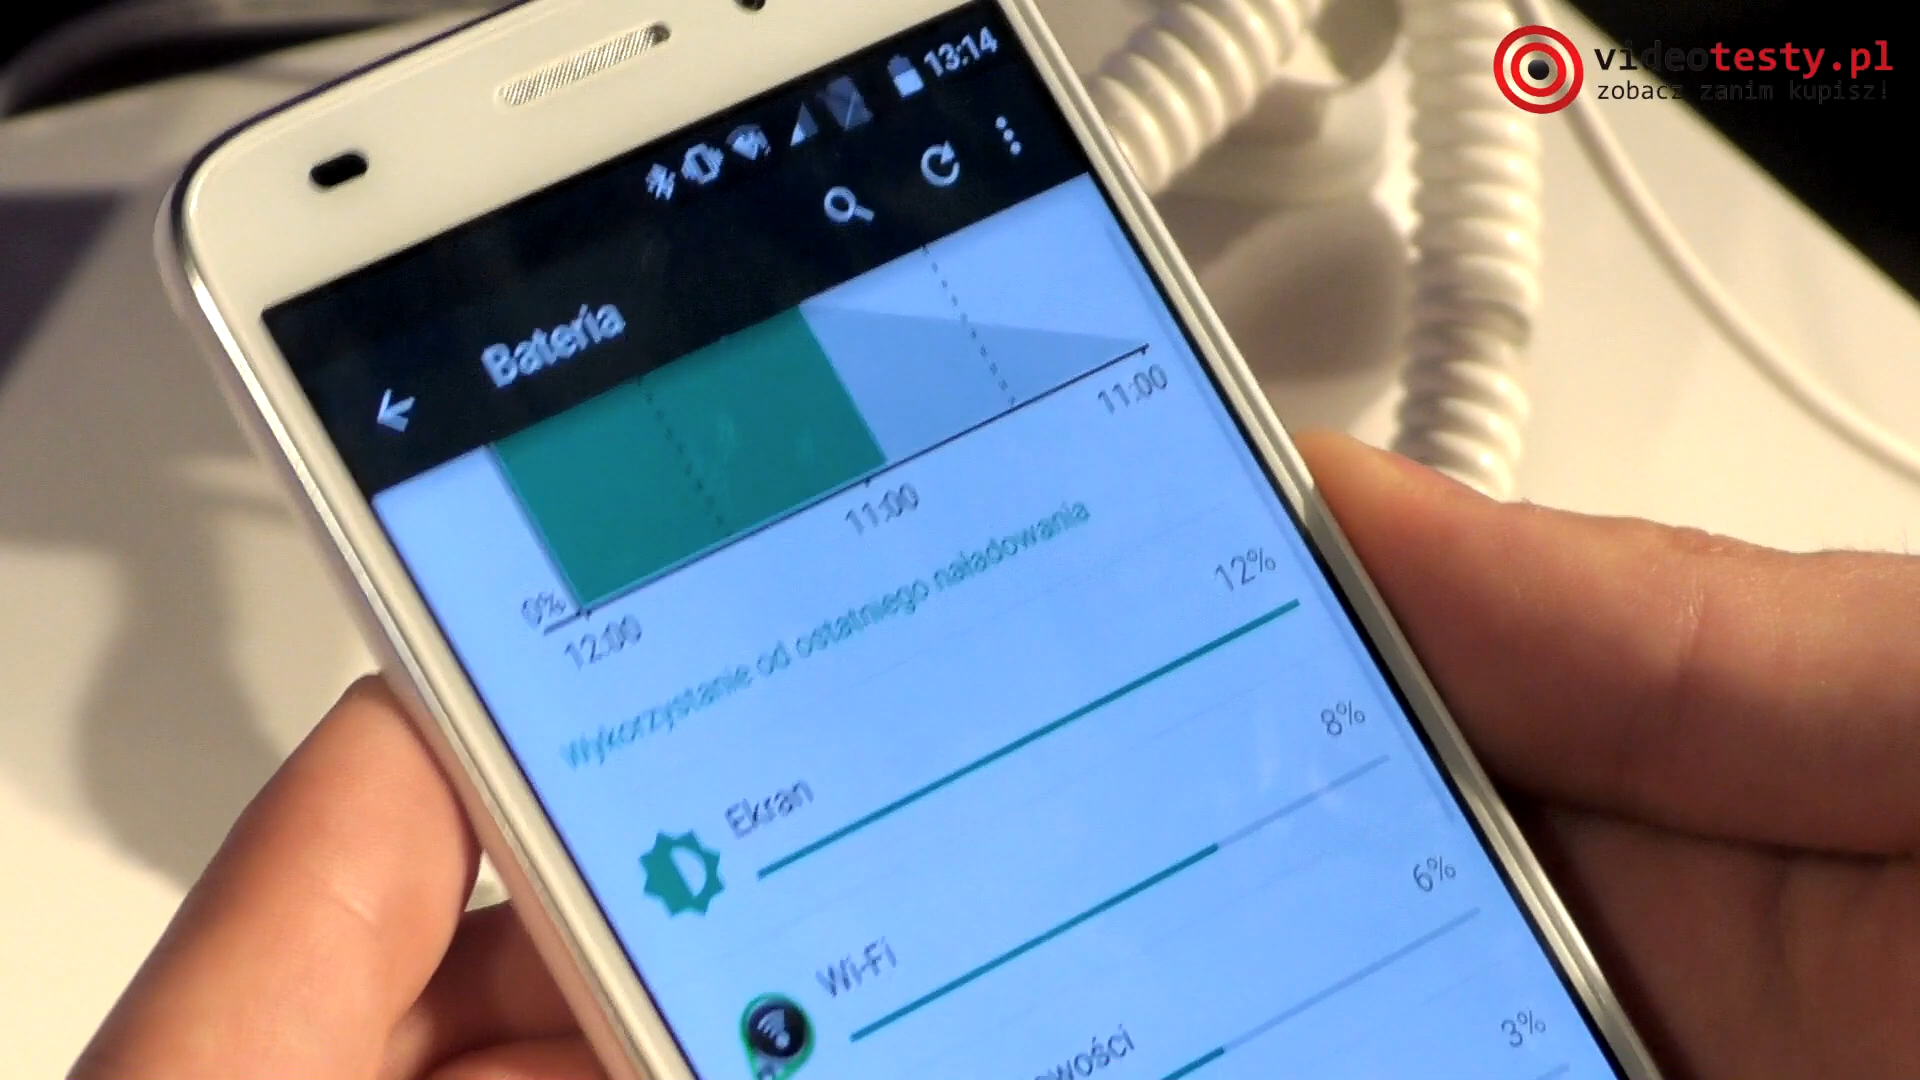 videotesty.pl
zobacz zanim kupisz!
13:14
Bateria
11:00
11:00
0%
12:00
Wykorzystanie od ostatniego naładowania
12%
Ekran
8%
Wi-Fi
6%
3%